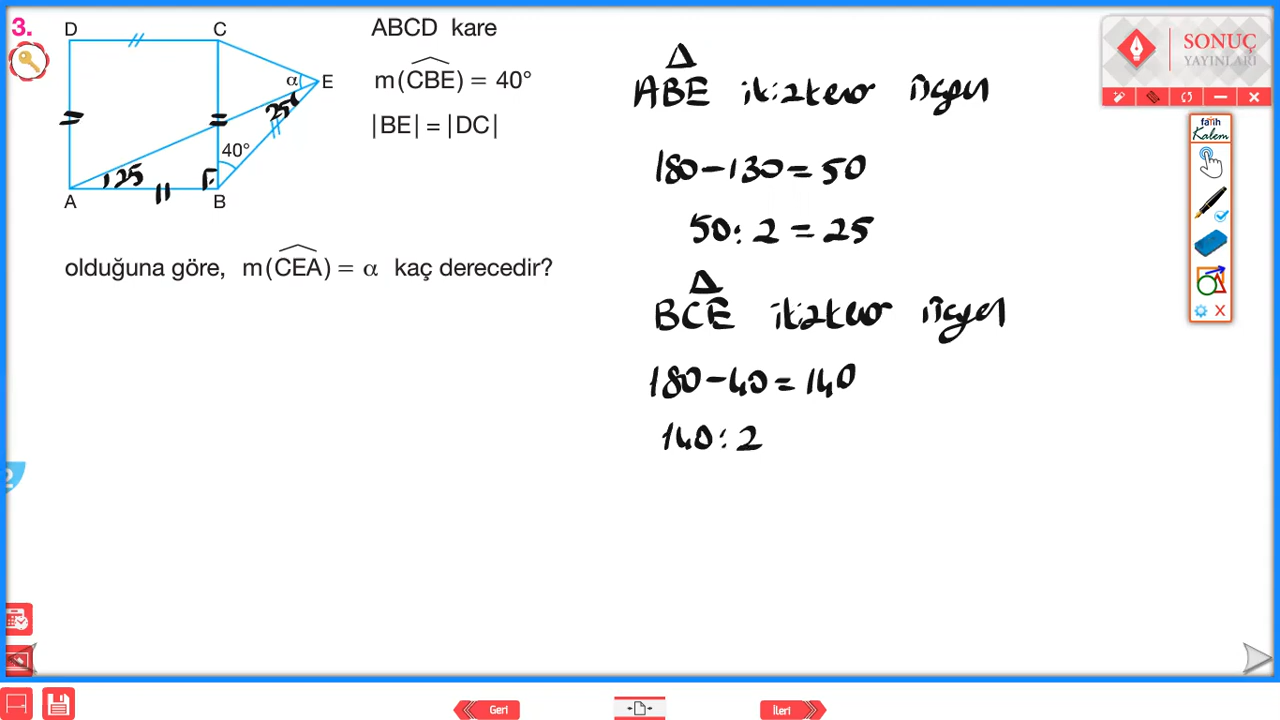 3.
D
C
E
A
B
α
40°
25
25
ABCD kare
m(CBE) = 40°
|BE| = |DC|
olduğuna göre, m(CEA) = α kaç derecedir?
ABE ikizkenar üçgen
180-130=50
50:2=25
BCE ikizkenar üçgen
180-40=140
140:2
SONUÇ
YAYINLARI
fatih
Kalem
Geri
İleri